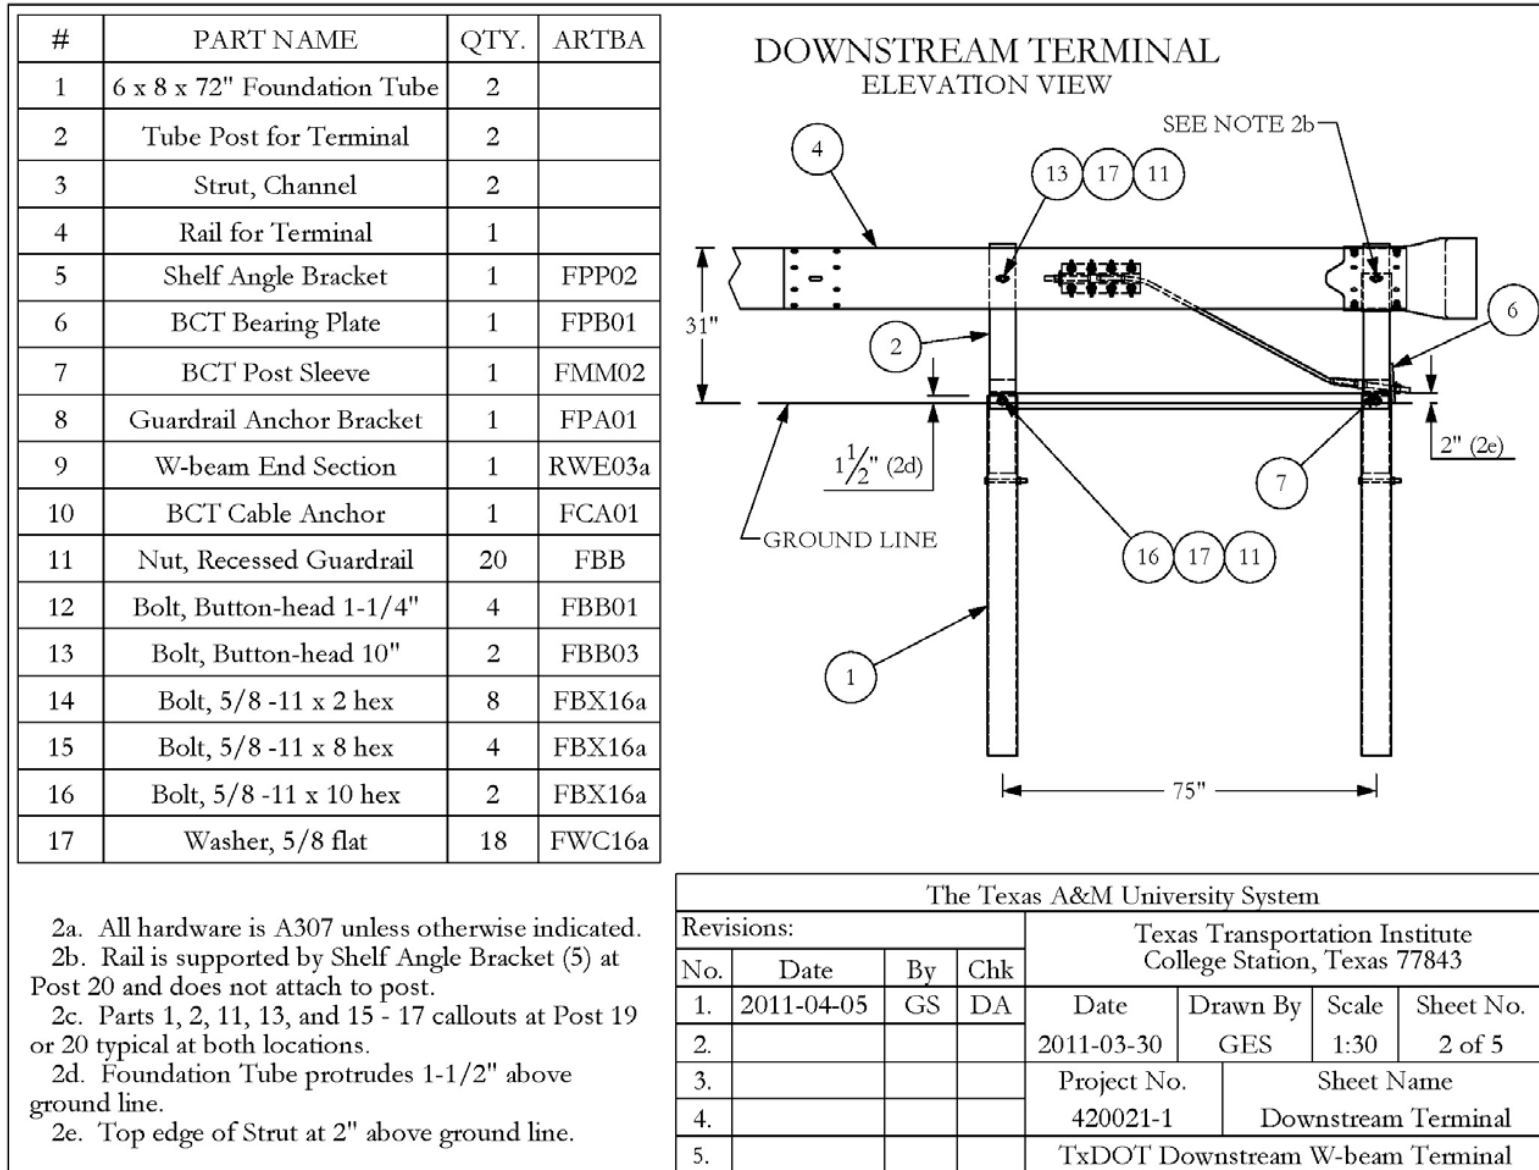 # PART NAME QTY. ARTBA
1 6 x 8 x 72" Foundation Tube 2
2 Tube Post for Terminal 2
3 Strut, Channel 2
4 Rail for Terminal 1
5 Shelf Angle Bracket 1 FPP02
6 BCT Bearing Plate 1 FPB01
7 BCT Post Sleeve 1 FMM02
8 Guardrail Anchor Bracket 1 FPA01
9 W-beam End Section 1 RWE03a
10 BCT Cable Anchor 1 FCA01
11 Nut, Recessed Guardrail 20 FBB
12 Bolt, Button-head 1-1/4" 4 FBB01
13 Bolt, Button-head 10" 2 FBB03
14 Bolt, 5/8 -11 x 2 hex 8 FBX16a
15 Bolt, 5/8 -11 x 8 hex 4 FBX16a
16 Bolt, 5/8 -11 x 10 hex 2 FBX16a
17 Washer, 5/8 flat 18 FWC16a
DOWNSTREAM TERMINAL
ELEVATION VIEW
SEE NOTE 2b
4
13 17 11
31"
2
6
1 1/2" (2d)
2" (2e)
7
GROUND LINE
16 17 11
1
75"
2a. All hardware is A307 unless otherwise indicated.
2b. Rail is supported by Shelf Angle Bracket (5) at
Post 20 and does not attach to post.
2c. Parts 1, 2, 11, 13, and 15 - 17 callouts at Post 19
or 20 typical at both locations.
2d. Foundation Tube protrudes 1-1/2" above
ground line.
2e. Top edge of Strut at 2" above ground line.
The Texas A&M University System
Revisions:
No. Date By Chk
1. 2011-04-05 GS DA
2.
3.
4.
5.
Texas Transportation Institute
College Station, Texas 77843
Date Drawn By Scale Sheet No.
2011-03-30 GES 1:30 2 of 5
Project No. Sheet Name
420021-1 Downstream Terminal
TxDOT Downstream W-beam Terminal